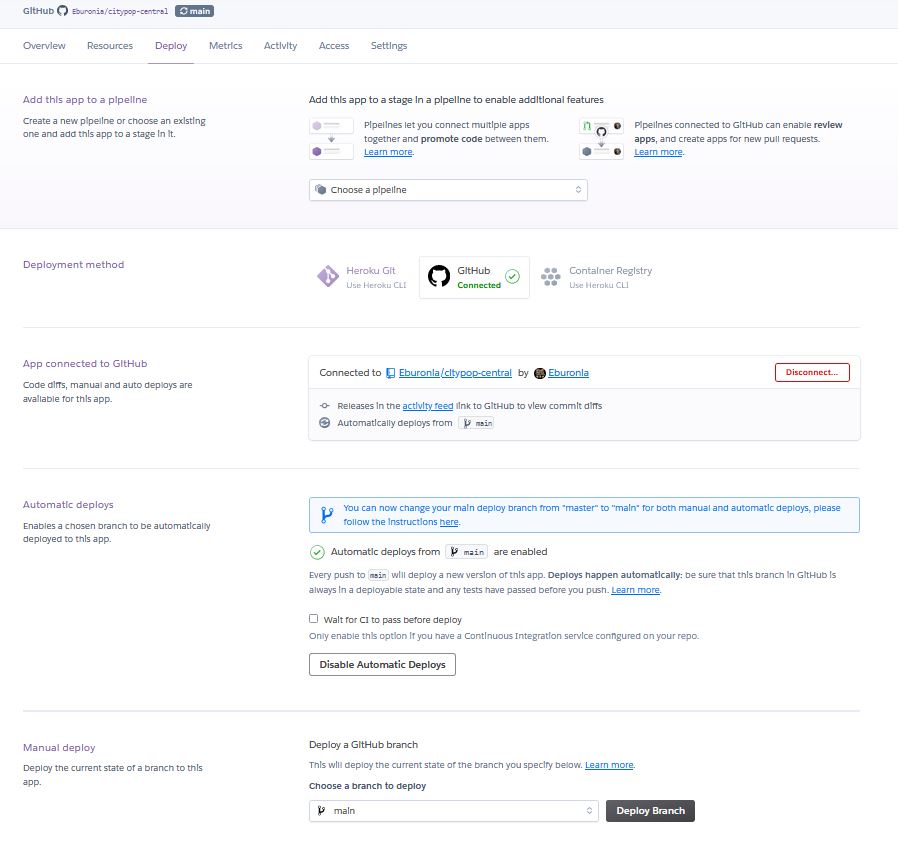 GitHub Eburonia/citypop-central main
Overview Resources Deploy Metrics Activity Access Settings
Add this app to a pipeline
Create a new pipeline or choose an existing
one and add this app to a stage in it.
Add this app to a stage in a pipeline to enable additional features
Pipelines let you connect multiple apps
together and promote code between them.
Learn more.
Pipelines connected to GitHub can enable review
apps, and create apps for new pull requests.
Learn more.
Choose a pipeline
Deployment method
Heroku Git
Use Heroku CLI
GitHub
Connected
Container Registry
Use Heroku CLI
App connected to GitHub
Code diffs, manual and auto deploys are
available for this app.
Connected to Eburonia/citypop-central by Eburonia
Disconnect...
Releases in the activity feed link to GitHub to view commit diffs
Automatically deploys from main
Automatic deploys
Enables a chosen branch to be automatically
deployed to this app.
You can now change your main deploy branch from "master" to "main" for both manual and automatic deploys, please
follow the instructions here.
Automatic deploys from main are enabled
Every push to main will deploy a new version of this app. Deploys happen automatically: be sure that this branch in GitHub is
always in a deployable state and any tests have passed before you push. Learn more.
Wait for CI to pass before deploy
Only enable this option if you have a Continuous Integration service configured on your repo.
Disable Automatic Deploys
Manual deploy
Deploy the current state of a branch to this
app.
Deploy a GitHub branch
This will deploy the current state of the branch you specify below. Learn more.
Choose a branch to deploy
main
Deploy Branch